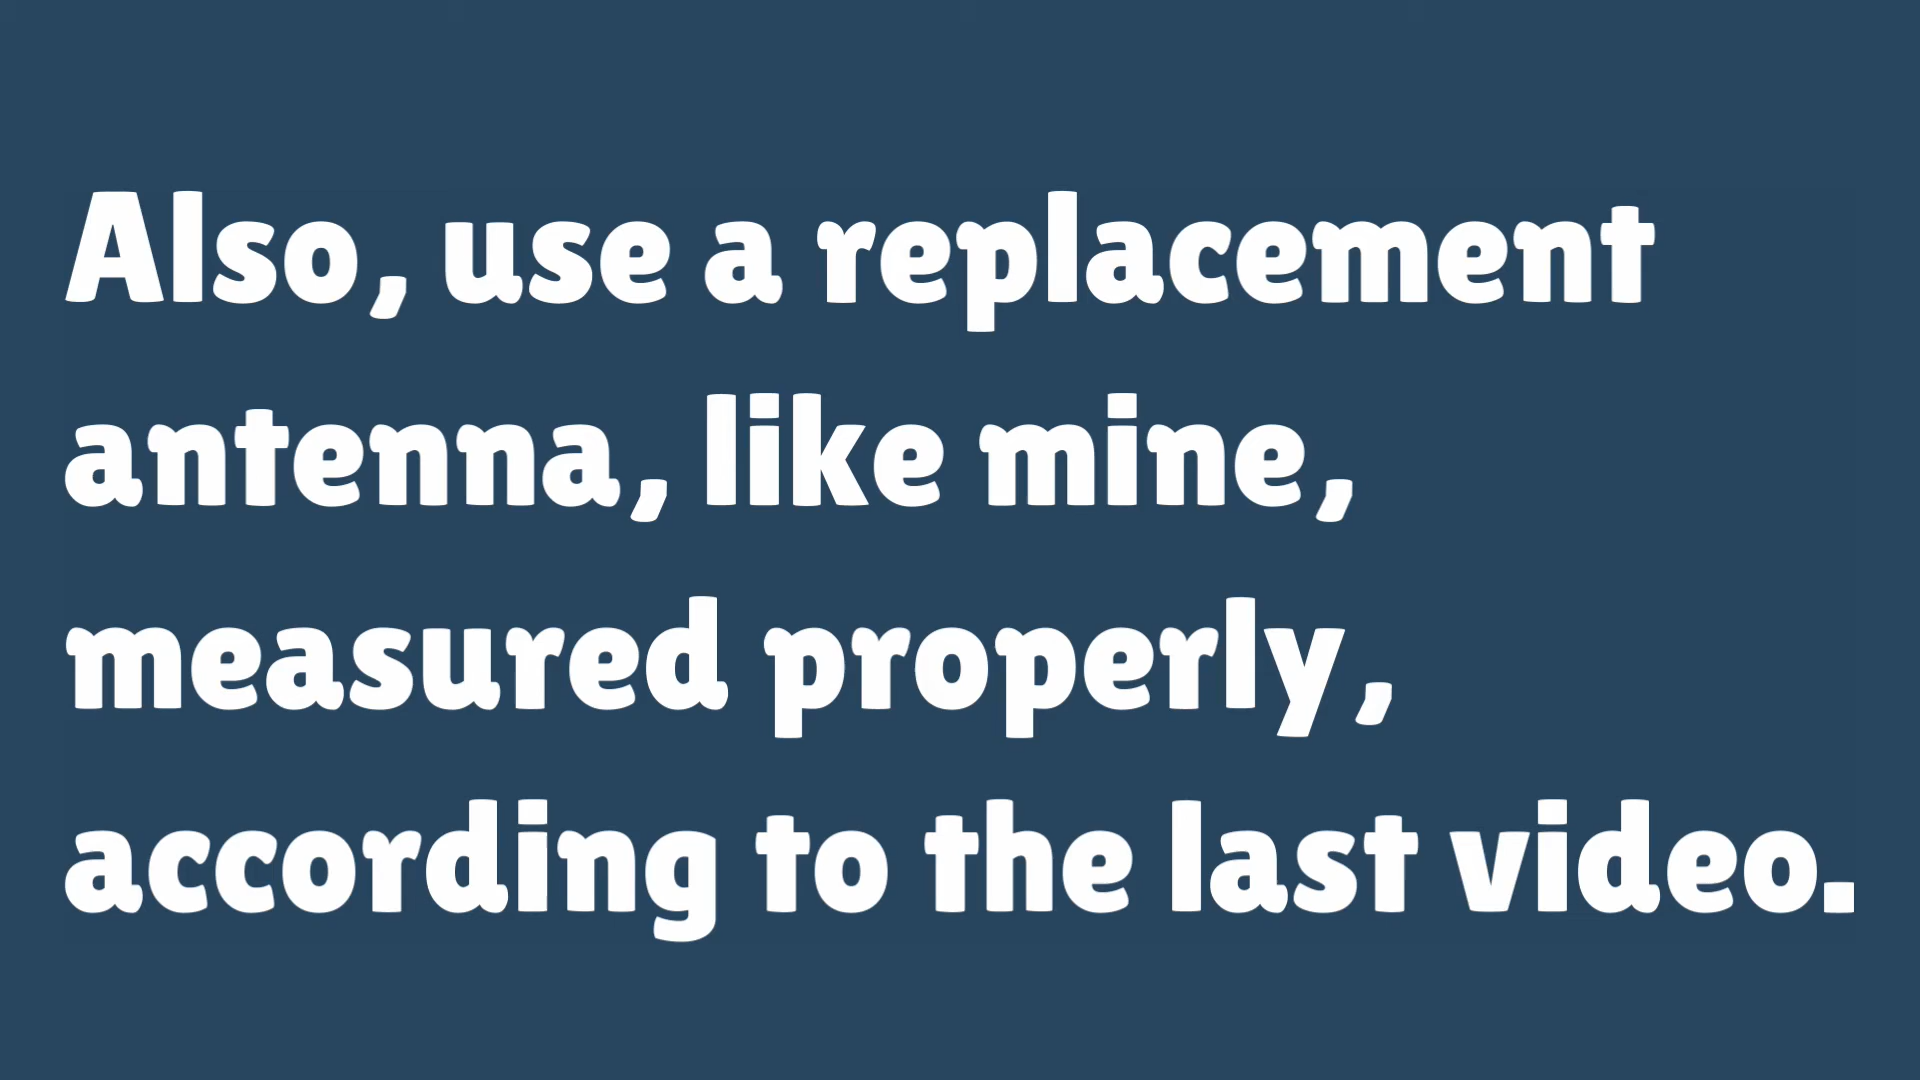 Also, use a replacement
antenna, like mine,
measured properly,
according to the last video.